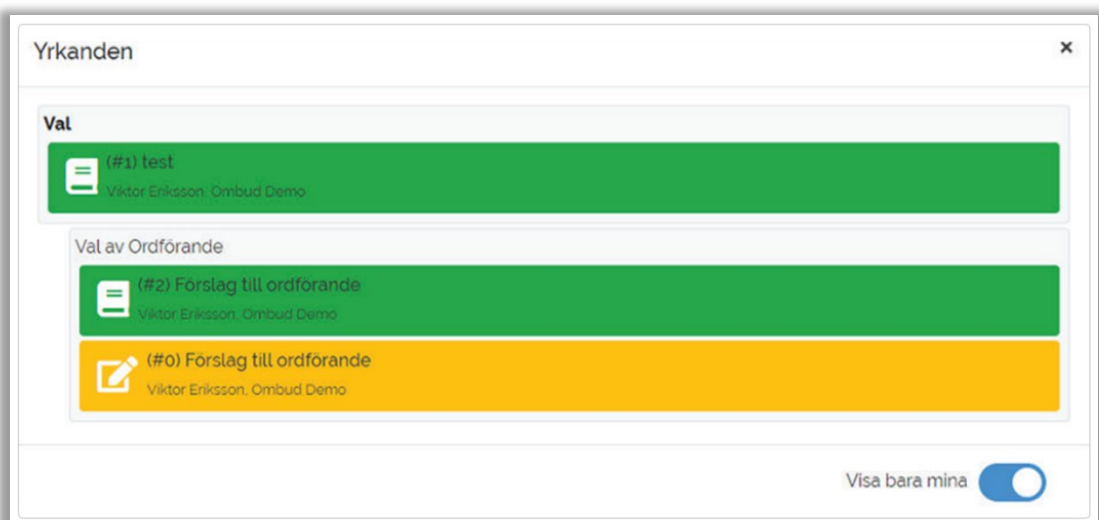 Yrkanden ×
Val
(#1) test
Viktor Eriksson, Ombud Demo
Val av Ordförande
(#2) Förslag till ordförande
Viktor Eriksson, Ombud Demo
(#0) Förslag till ordförande
Viktor Eriksson, Ombud Demo
Visa bara mina